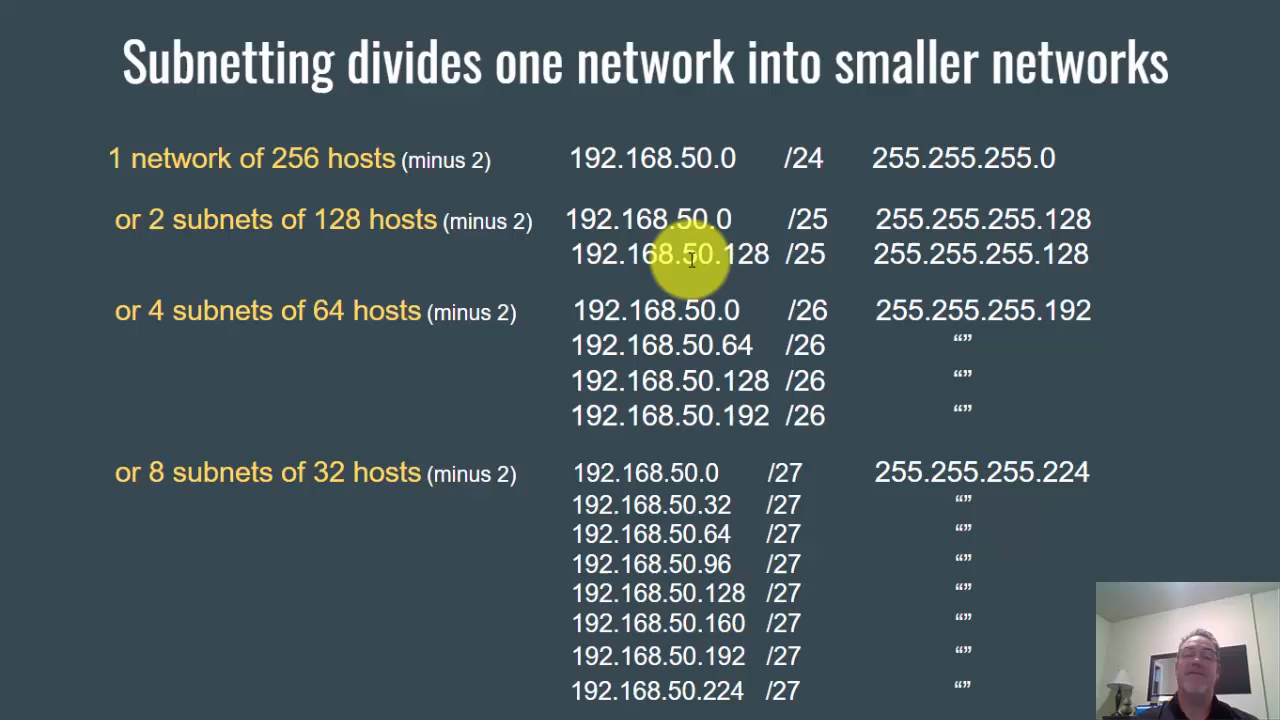 Subnetting divides one network into smaller networks
1 network of 256 hosts (minus 2) 192.168.50.0 /24 255.255.255.0
or 2 subnets of 128 hosts (minus 2) 192.168.50.0 /25 255.255.255.128
192.168.50.128 /25 255.255.255.128
or 4 subnets of 64 hosts (minus 2) 192.168.50.0 /26 255.255.255.192
192.168.50.64 /26 “”
192.168.50.128 /26 “”
192.168.50.192 /26 “”
or 8 subnets of 32 hosts (minus 2) 192.168.50.0 /27 255.255.255.224
192.168.50.32 /27 “”
192.168.50.64 /27 “”
192.168.50.96 /27 “”
192.168.50.128 /27 “”
192.168.50.160 /27 “”
192.168.50.192 /27 “”
192.168.50.224 /27 “”